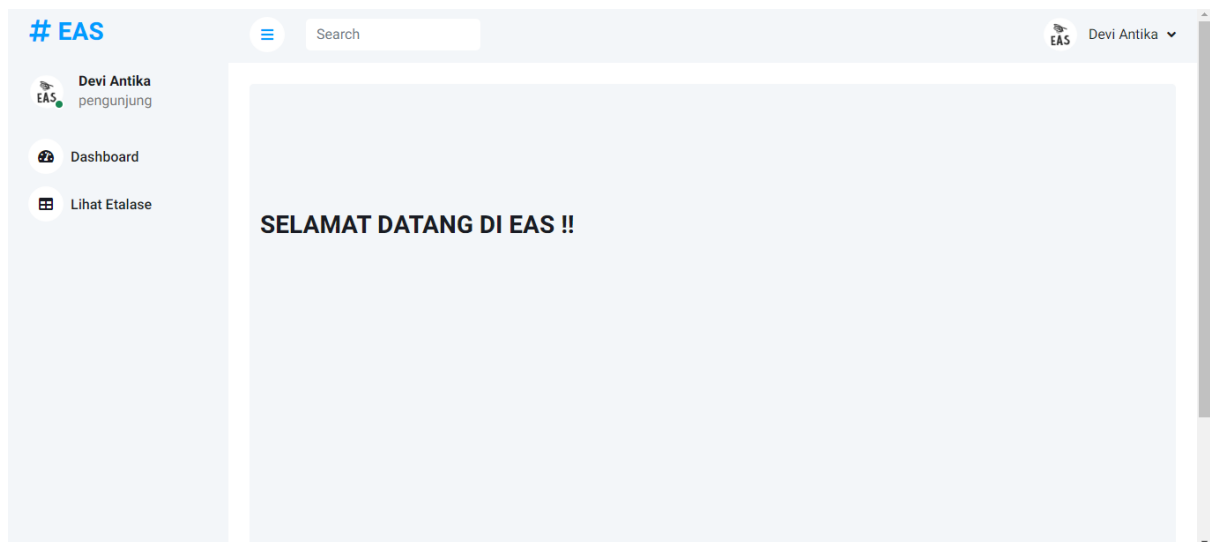 # EAS
Search
EAS
Devi Antika
EAS
Devi Antika
pengunjung
Dashboard
Lihat Etalase
SELAMAT DATANG DI EAS !!